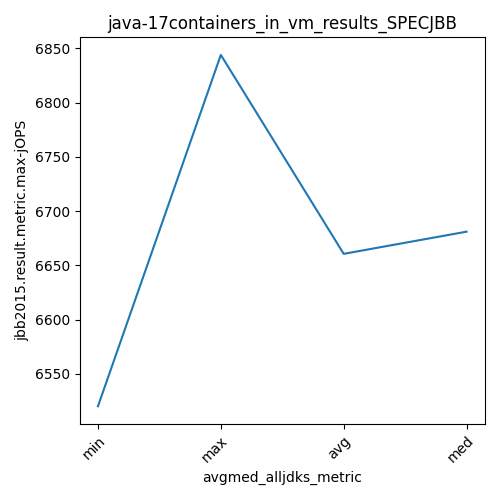 java-17containers_in_vm_results_SPECJBB
jbb2015.result.metric.max-jOPS
6850
6800
6750
6700
6650
6600
6550
min
max
avg
med
avgmed_alljdks_metric